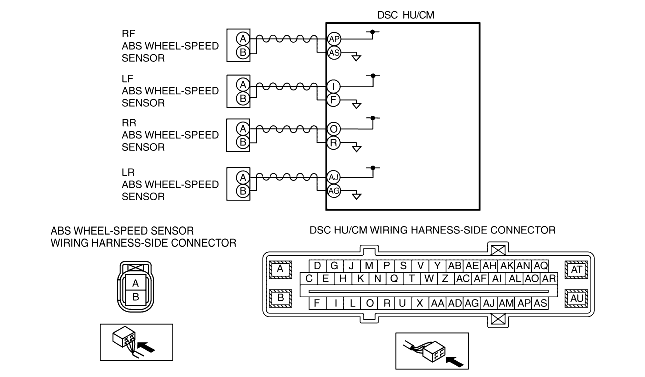 DSC HU/CM
RF
ABS WHEEL-SPEED
SENSOR
A
B
AP
AS
LF
ABS WHEEL-SPEED
SENSOR
A
B
I
F
RR
ABS WHEEL-SPEED
SENSOR
A
B
O
R
LR
ABS WHEEL-SPEED
SENSOR
A
B
AJ
AG
ABS WHEEL-SPEED SENSOR
WIRING HARNESS-SIDE CONNECTOR
A
B
DSC HU/CM WIRING HARNESS-SIDE CONNECTOR
A
B
D G J M P S V Y AB AE AH AK AN AQ
C E H K N Q T W Z AC AF AI AL AO AR
F I L O R U X AA AD AG AJ AM AP AS
AT
AU